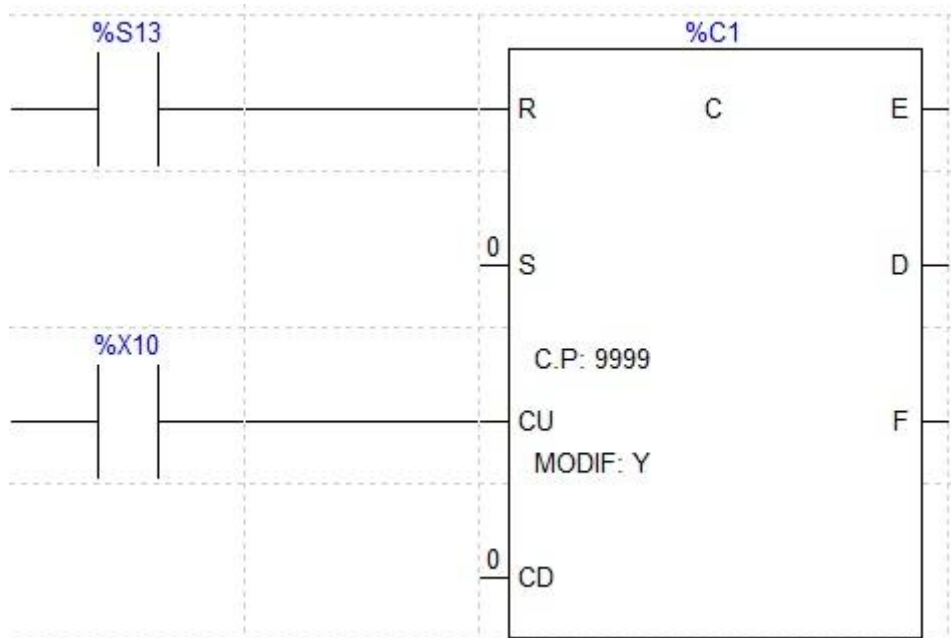 %S13 %C1
R C E
0 S D
%X10
C.P: 9999
CU F
MODIF: Y
0 CD